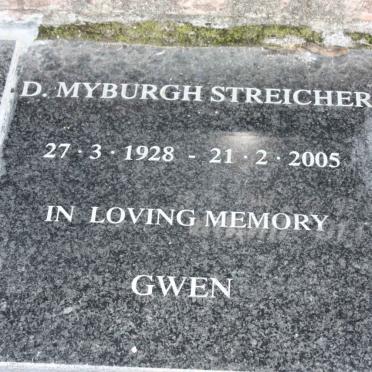 D. MYBURGH STREICHER
27 · 3 · 1928 - 21 · 2 · 2005
IN LOVING MEMORY
GWEN